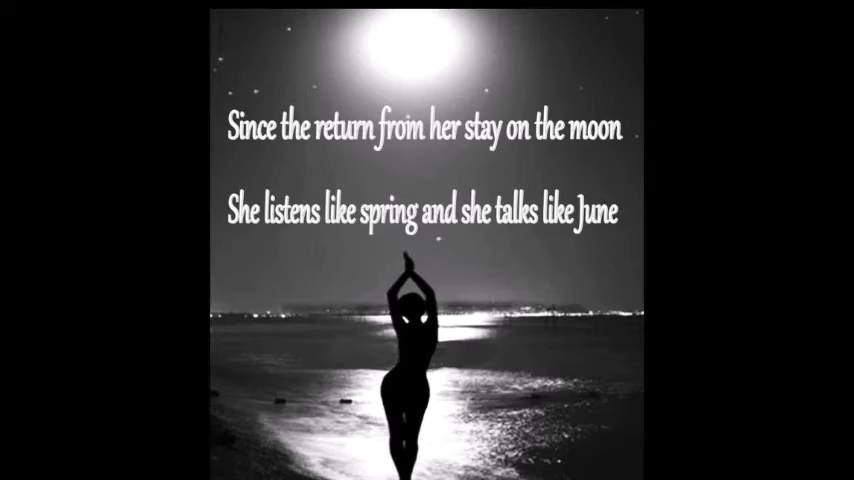 Since the return from her stay on the moon
She listens like spring and she talks like June